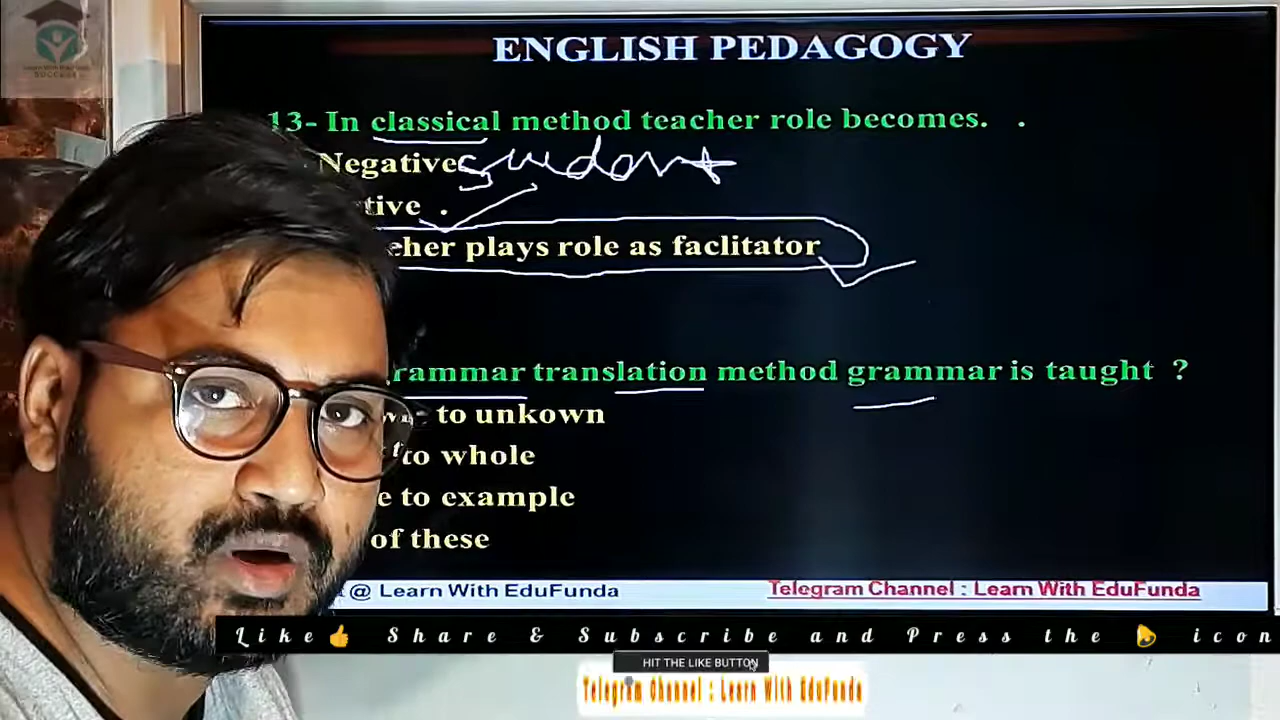 ENGLISH PEDAGOGY
13- In classical method teacher role becomes. .
Negative
student
tive .
cher plays role as faclitator
rammar translation method grammar is taught ?
to unkown
to whole
e to example
of these
@ Learn With EduFunda
Telegram Channel : Learn With EduFunda
Like 👍 Share & Subscribe and Press the 🔔 icon
HIT THE LIKE BUTTON
Telegram Channel : Learn With EduFunda